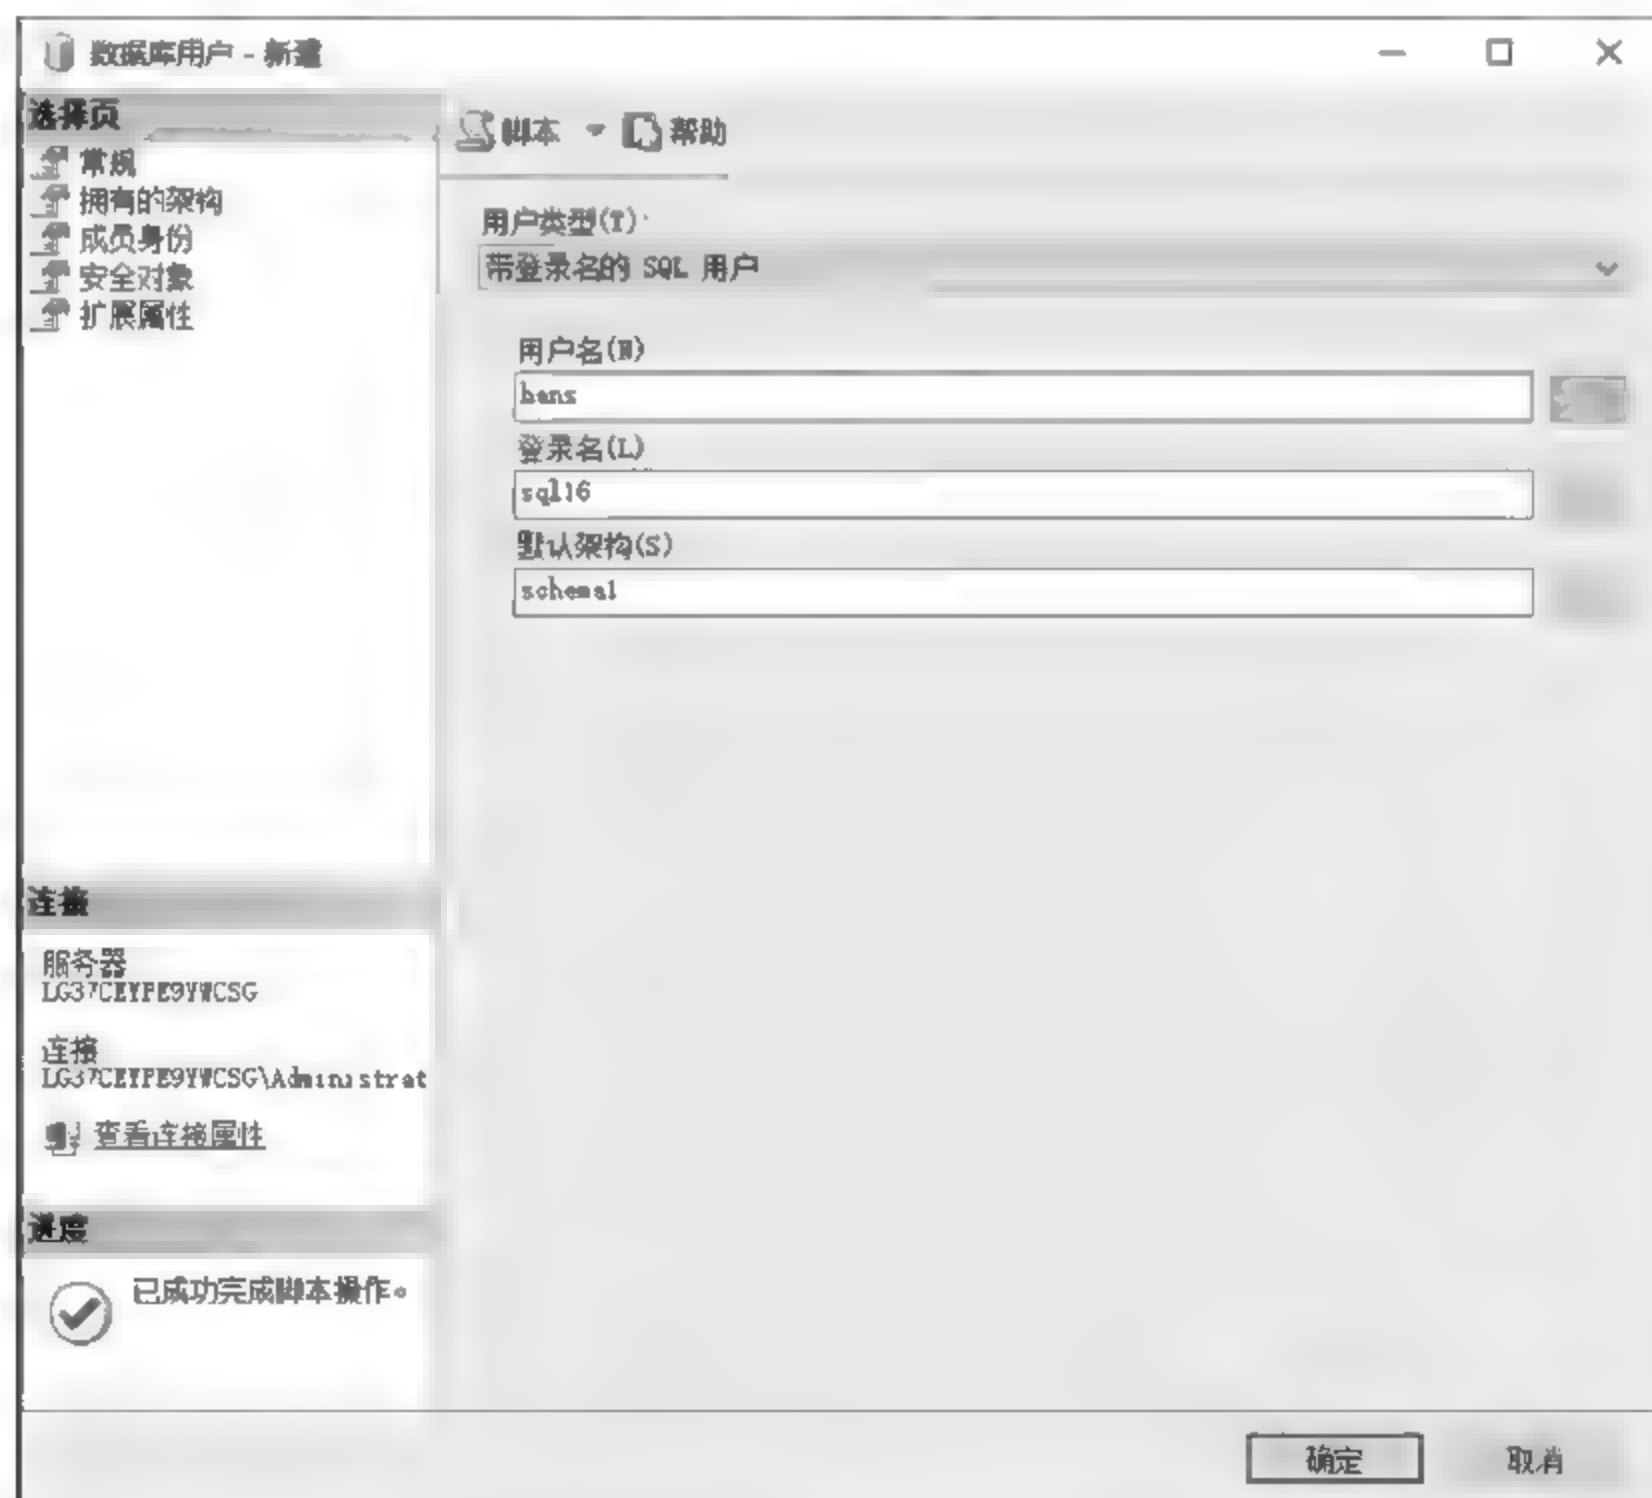 数据库用户 - 新建
选择页
常规
拥有的架构
成员身份
安全对象
扩展属性
脚本
帮助
用户类型(T)
带登录名的 SQL 用户
用户名(N)
登录名(L)
sql16
默认架构(S)
schema1
连接
服务器
连接
查看连接属性
进度
已成功完成脚本操作。
确定
取消